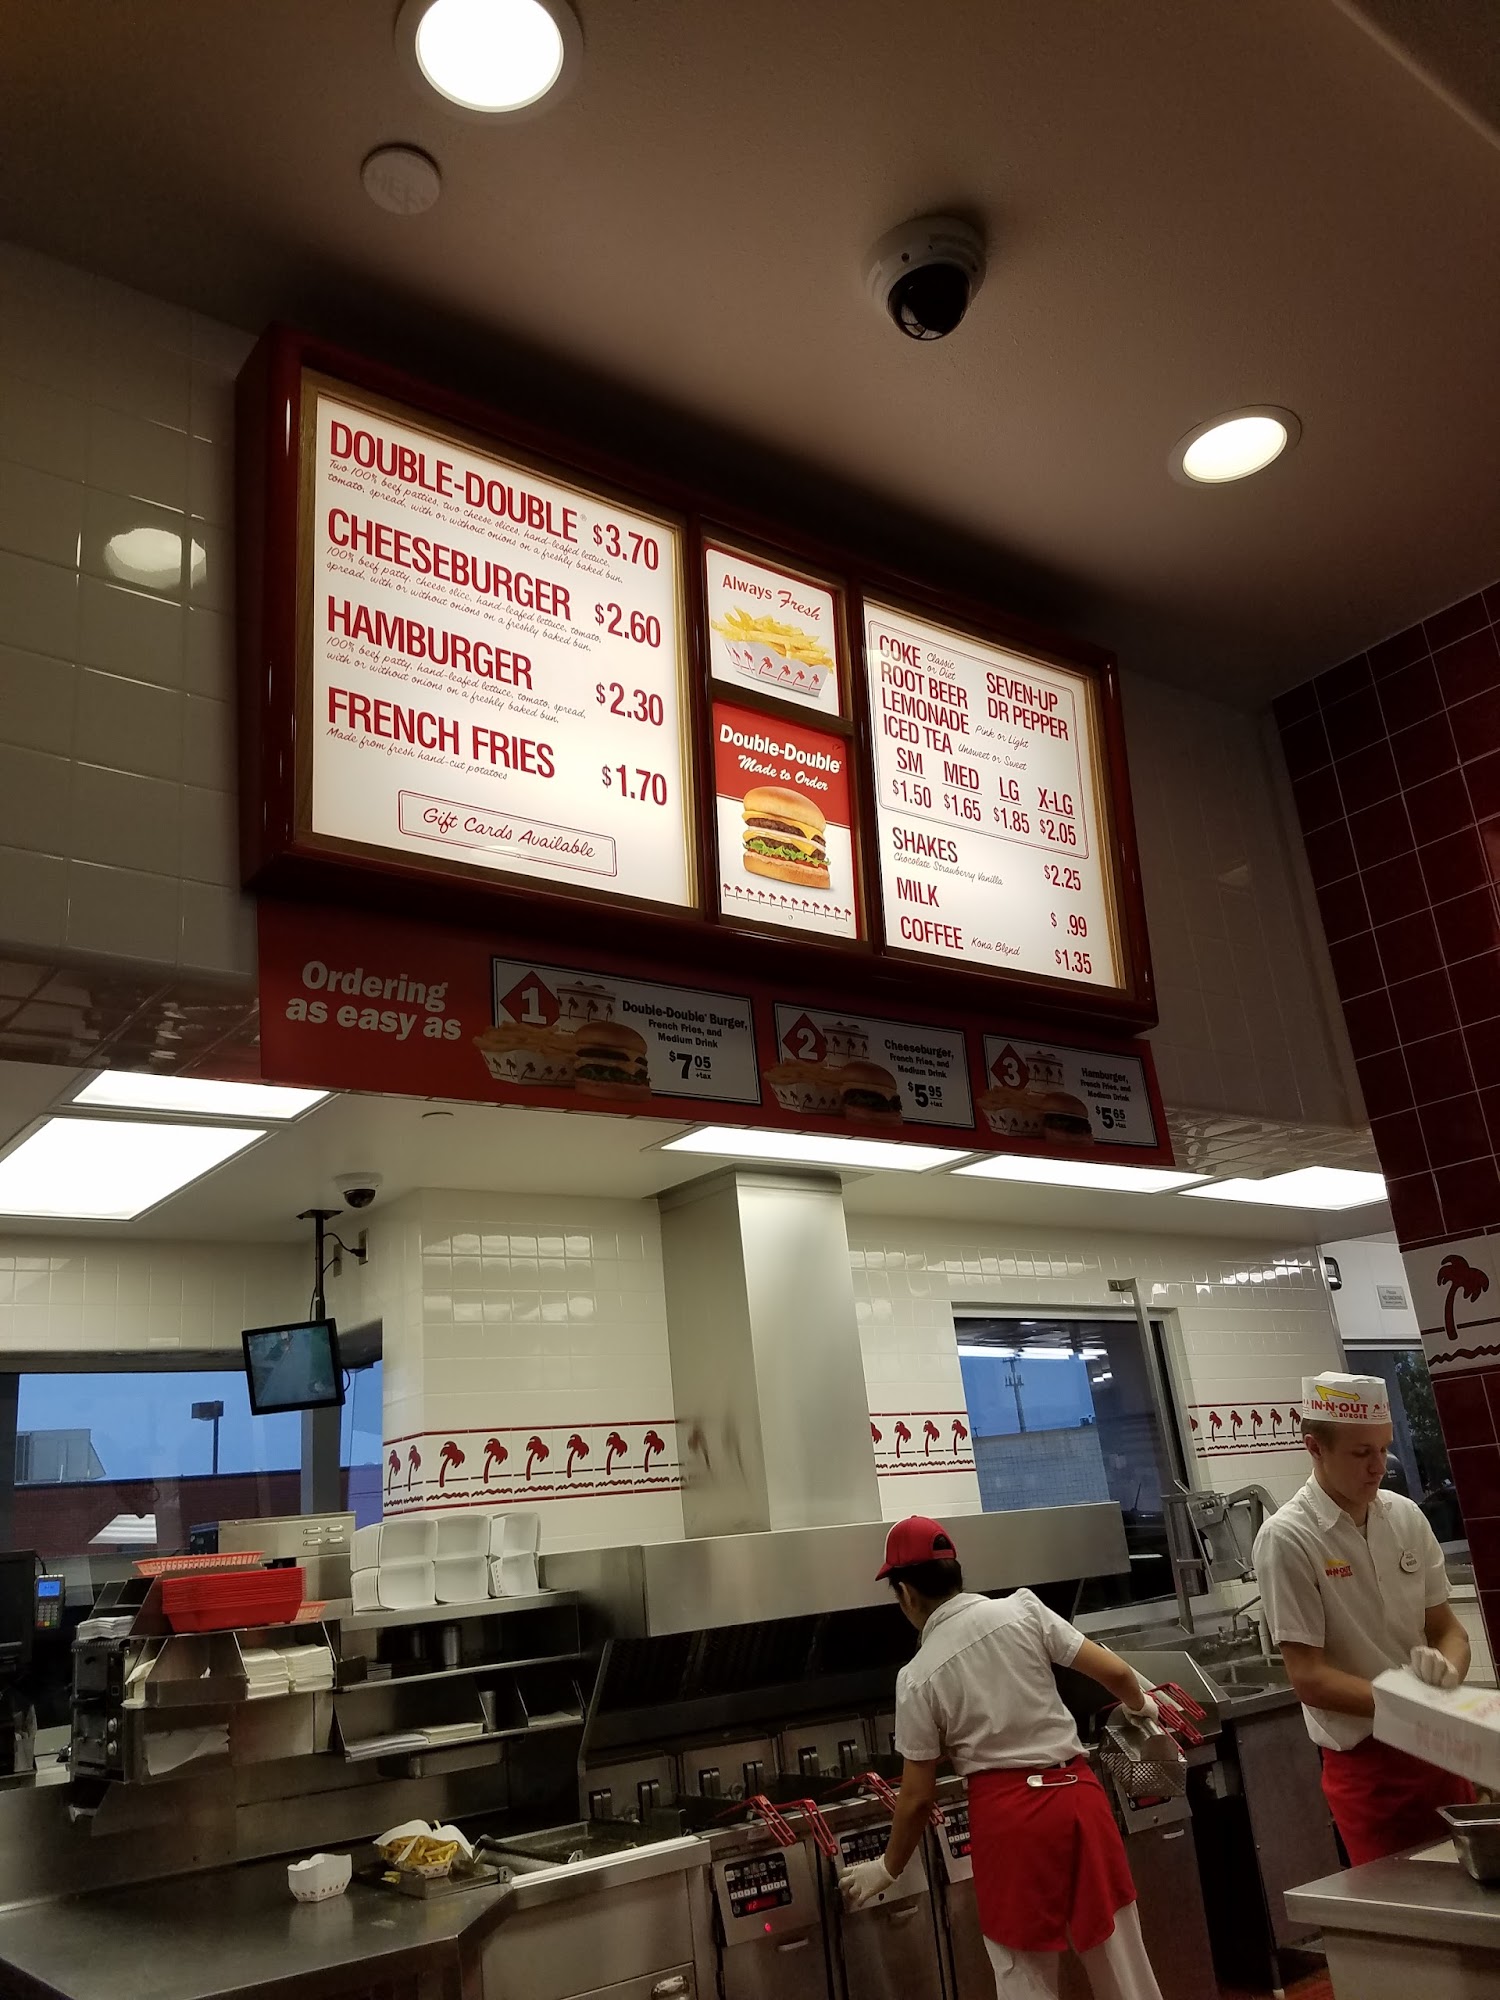 DOUBLE-DOUBLE® $3.70
Two 100% beef patties, two cheese slices, hand-leafed lettuce,
tomato, spread, with or without onions on a freshly baked bun.
CHEESEBURGER $2.60
100% beef patty, cheese slice, hand-leafed lettuce, tomato,
spread, with or without onions on a freshly baked bun.
HAMBURGER $2.30
100% beef patty, hand-leafed lettuce, tomato, spread,
with or without onions on a freshly baked bun.
FRENCH FRIES $1.70
Made from fresh hand-cut potatoes
Gift Cards Available
Always Fresh
Double-Double®
Made to Order
COKE Classic or Diet
ROOT BEER
LEMONADE Pink or Light
ICED TEA Unsweet or Sweet
SEVEN-UP
DR PEPPER
SM MED LG X-LG
$1.50 $1.65 $1.85 $2.05
SHAKES $2.25
Chocolate Strawberry Vanilla
MILK $.99
COFFEE Kona Blend $1.35
Ordering
as easy as
1
Double-Double® Burger,
French Fries, and
Medium Drink
$7.05
+tax
2
Cheeseburger,
French Fries, and
Medium Drink
$5.95
+tax
3
Hamburger,
French Fries, and
Medium Drink
$5.65
+tax
IN-N-OUT
BURGER
IN-N-OUT